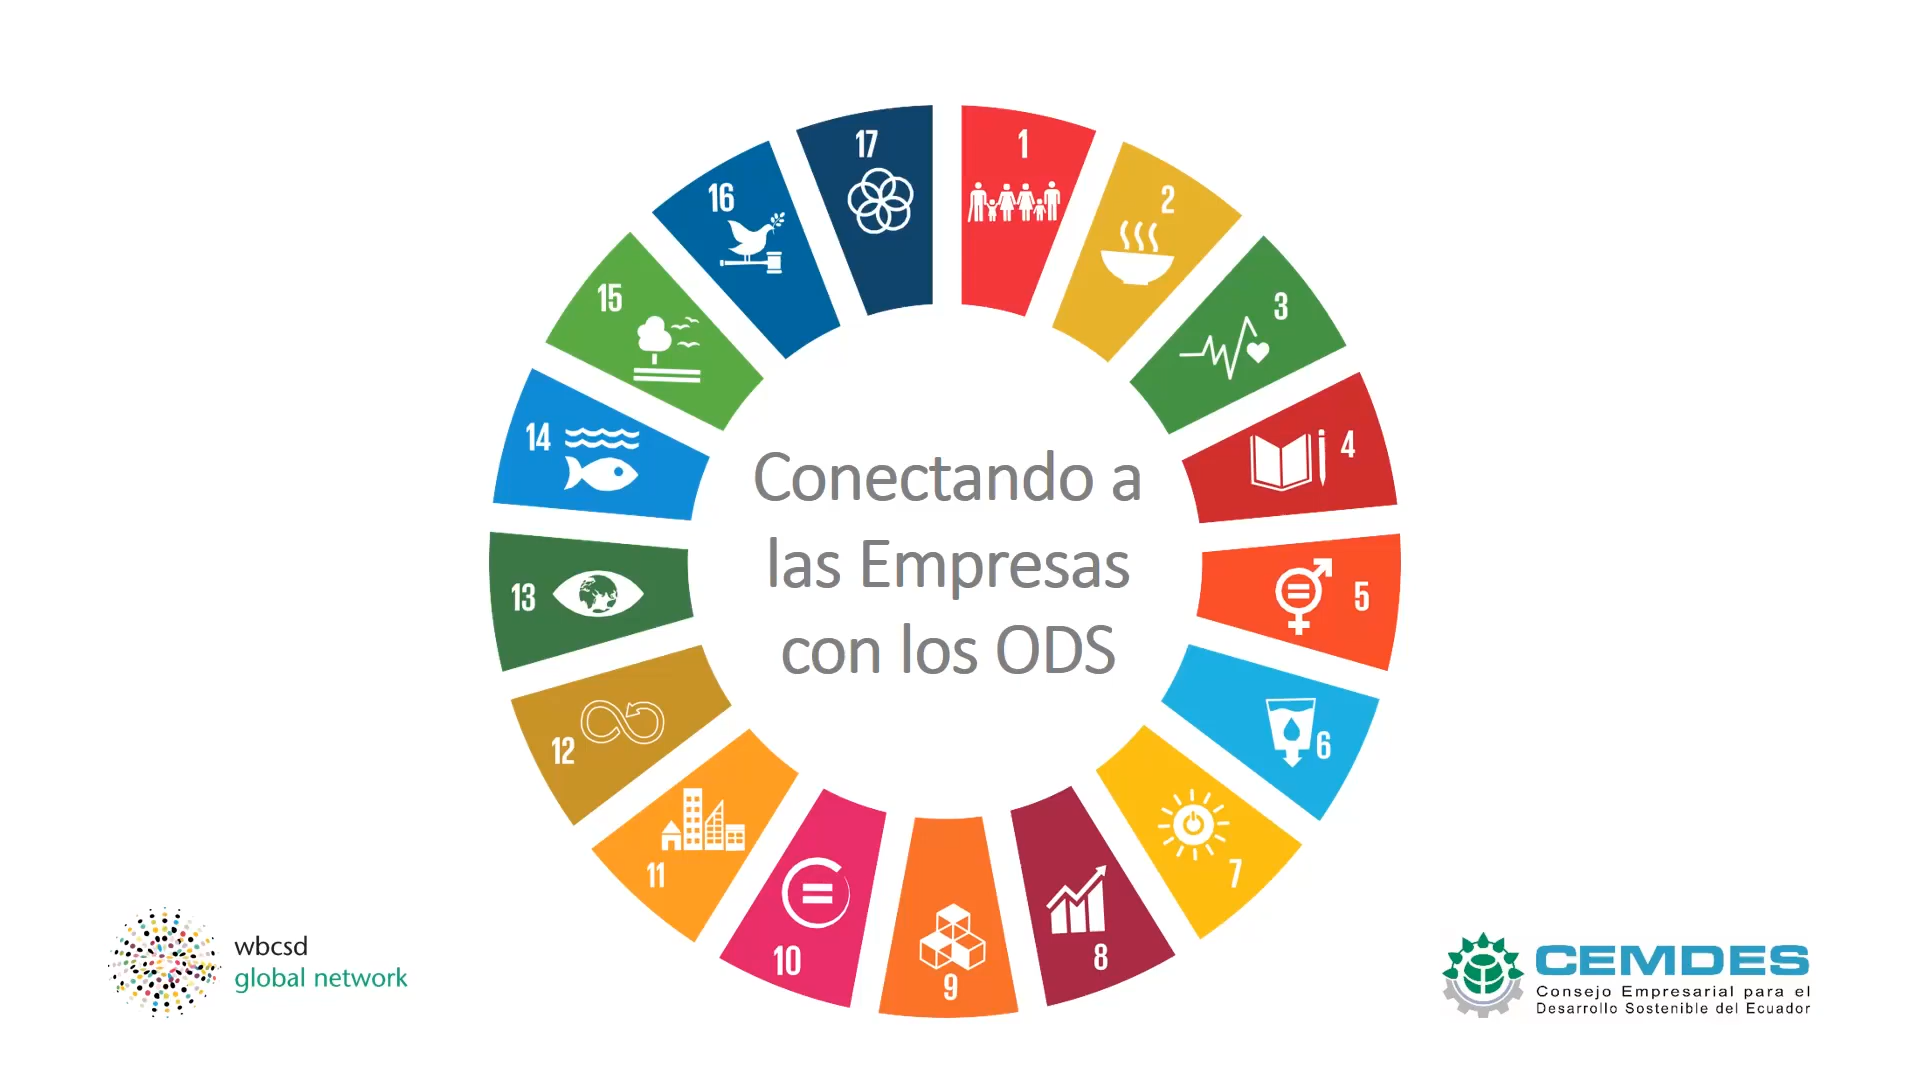 17
1
16
2
15
3
14
4
Conectando a
las Empresas
con los ODS
13
5
12
6
11
7
10
8
9
wbcsd
global network
CEMDES
Consejo Empresarial para el
Desarrollo Sostenible del Ecuador